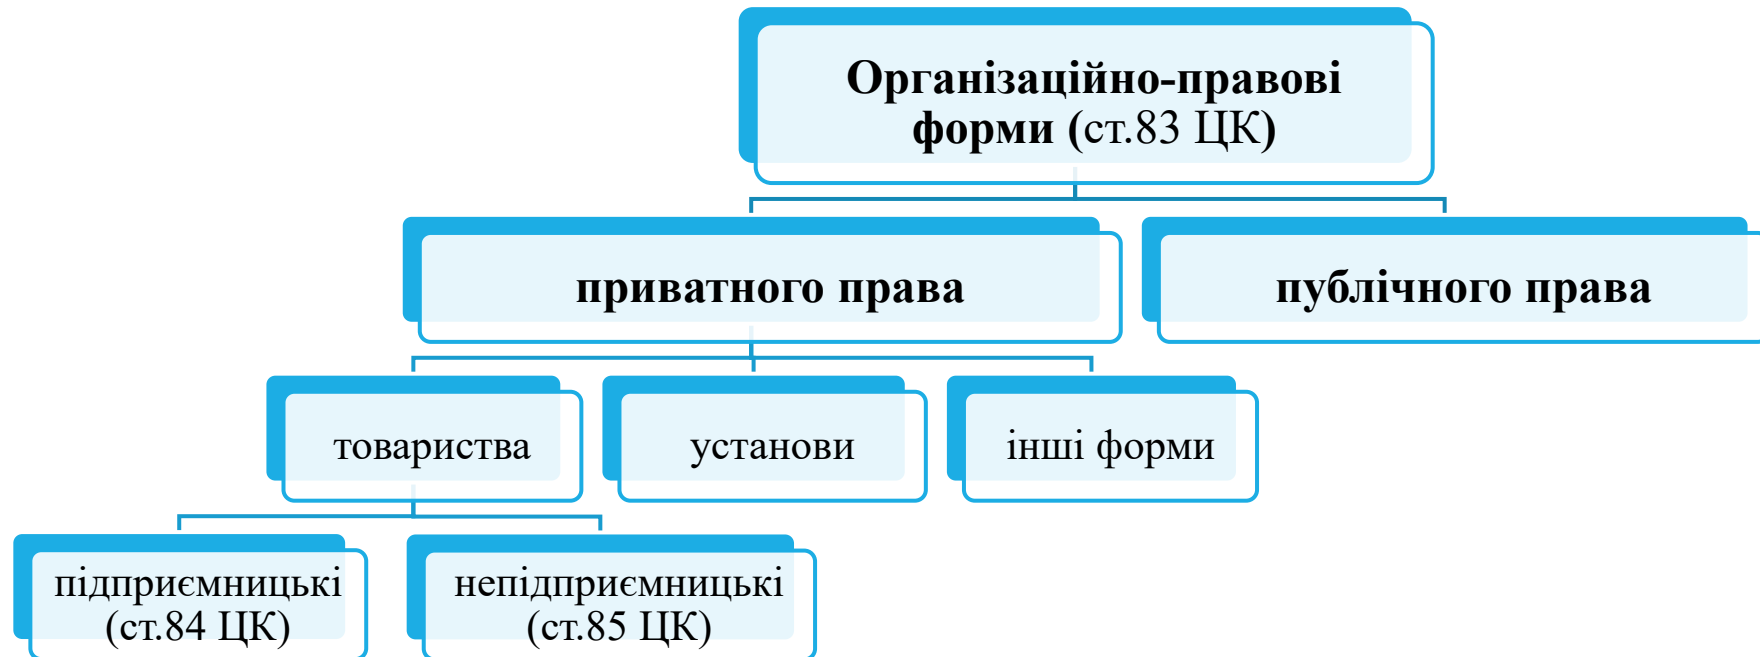 Організаційно-правові
форми (ст.83 ЦК)
приватного права
публічного права
товариства
установи
інші форми
підприємницькі
(ст.84 ЦК)
непідприємницькі
(ст.85 ЦК)